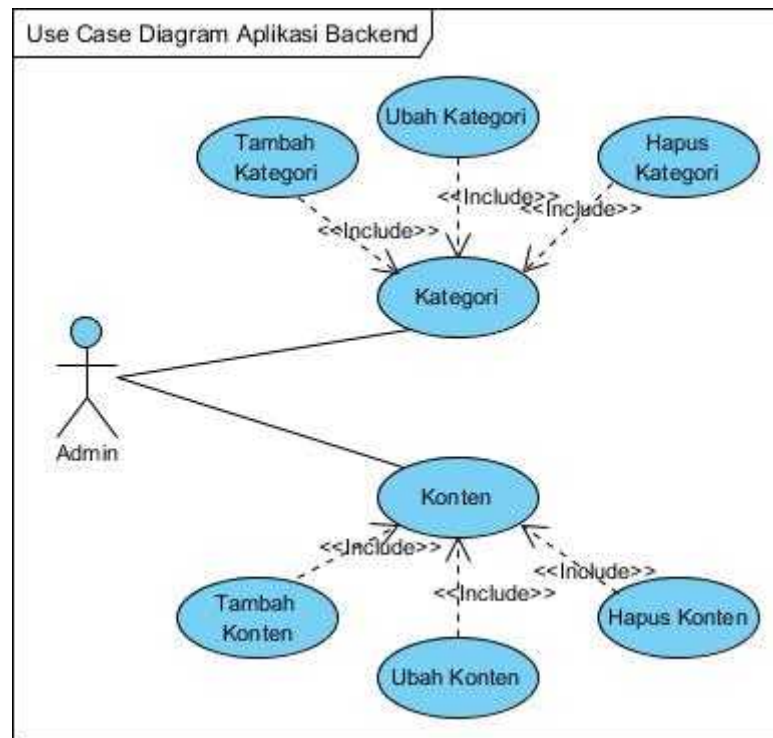 Use Case Diagram Aplikasi Backend
Ubah Kategori
Tambah
Kategori
Hapus
Kategori
<<Include>>
<<Include>>
<<Include>>
Kategori
Admin
Konten
<<Include>>
<<Include>>
<<Include>>
Tambah
Konten
Hapus Konten
Ubah Konten